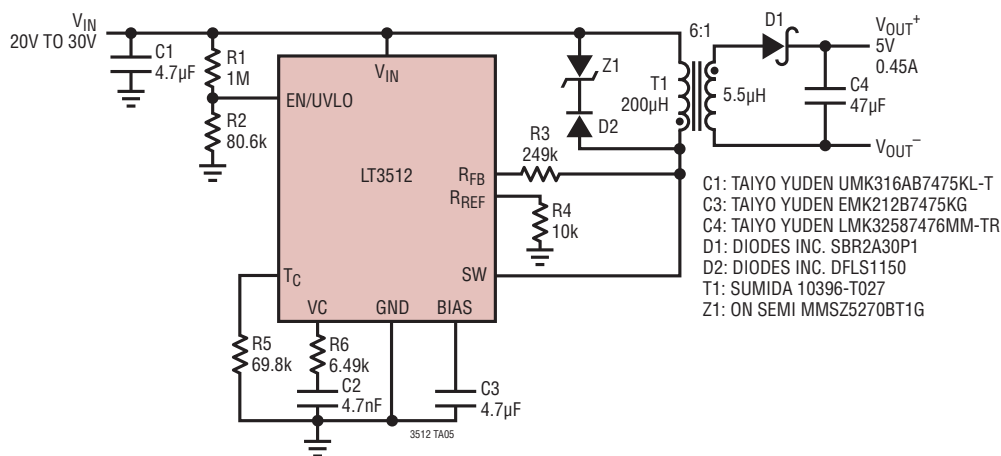 VIN
20V TO 30V
C1
4.7µF
R1
1M
R2
80.6k
EN/UVLO
VIN
LT3512
RFB
RREF
SW
TC
VC
GND
BIAS
Z1
D2
T1
200µH
6:1
5.5µH
D1
VOUT+
5V
0.45A
C4
47µF
VOUT–
R3
249k
R4
10k
R5
69.8k
R6
6.49k
C2
4.7nF
C3
4.7µF
3512 TA05
C1: TAIYO YUDEN UMK316AB7475KL-T
C3: TAIYO YUDEN EMK212B7475KG
C4: TAIYO YUDEN LMK32587476MM-TR
D1: DIODES INC. SBR2A30P1
D2: DIODES INC. DFLS1150
T1: SUMIDA 10396-T027
Z1: ON SEMI MMSZ5270BT1G